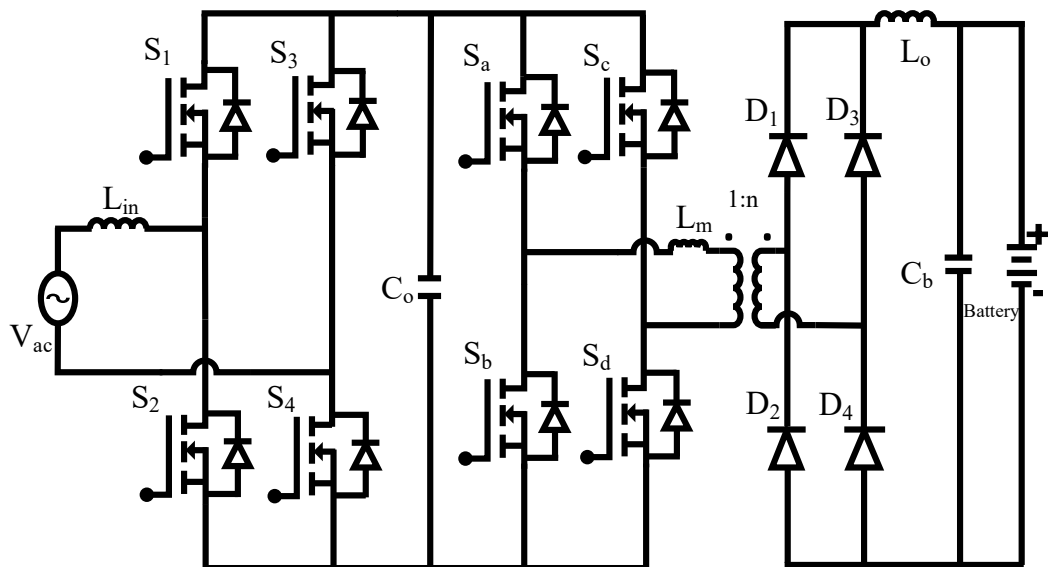 S1
S3
Sa
Sc
Lo
D1
D3
Lin
Lm
1:n
Vac
Co
Cb
+
-
Battery
S2
S4
Sb
Sd
D2
D4